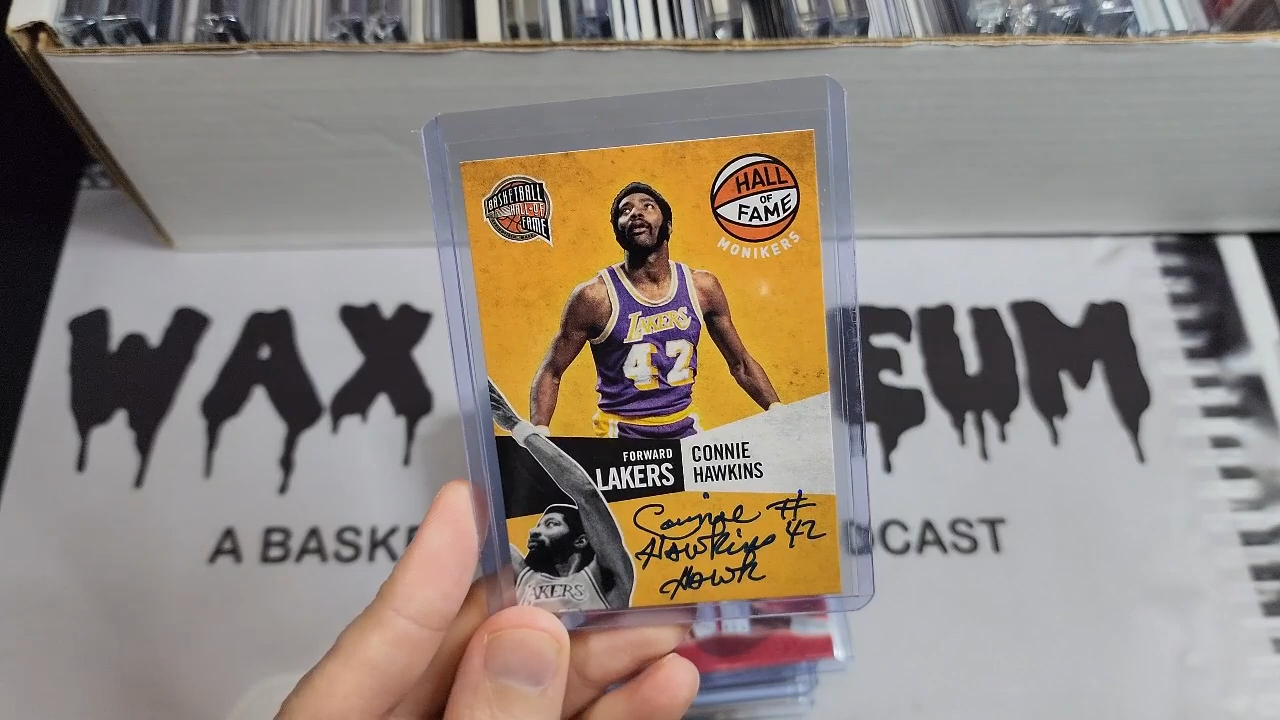 BASKETBALL
HALL-OF
FAME
HALL
OF
FAME
MONIKERS
LAKERS
42
FORWARD
LAKERS
CONNIE
HAWKINS
Connie #
Hawkins 42
Hawk
LAKERS
WAX EUM
A BASKE DCAST